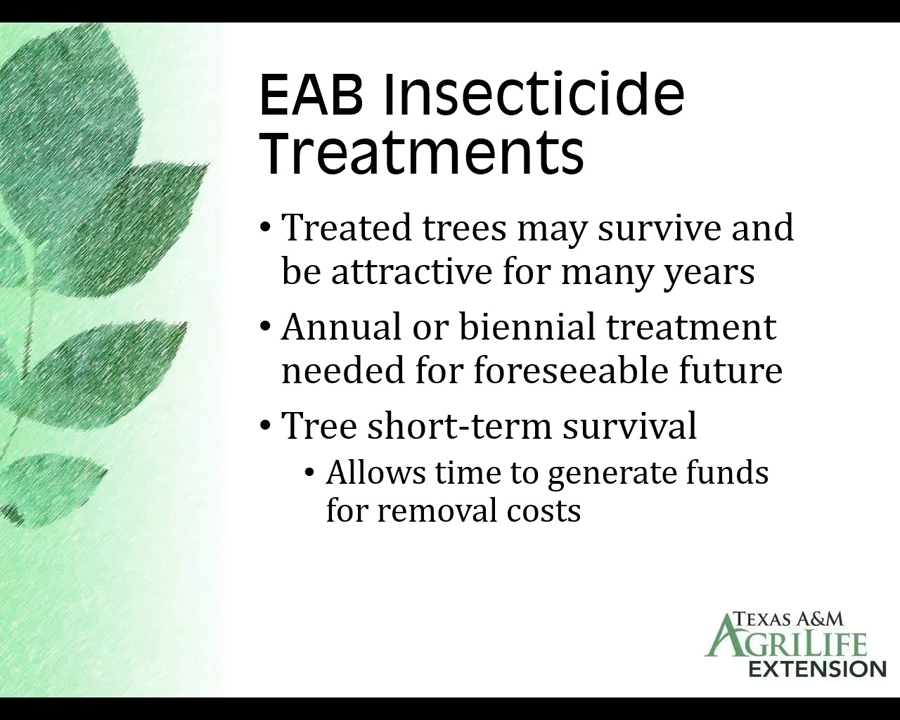 EAB Insecticide
Treatments
• Treated trees may survive and
be attractive for many years
• Annual or biennial treatment
needed for foreseeable future
• Tree short-term survival
• Allows time to generate funds
for removal costs
TEXAS A&M
AGRILIFE
EXTENSION